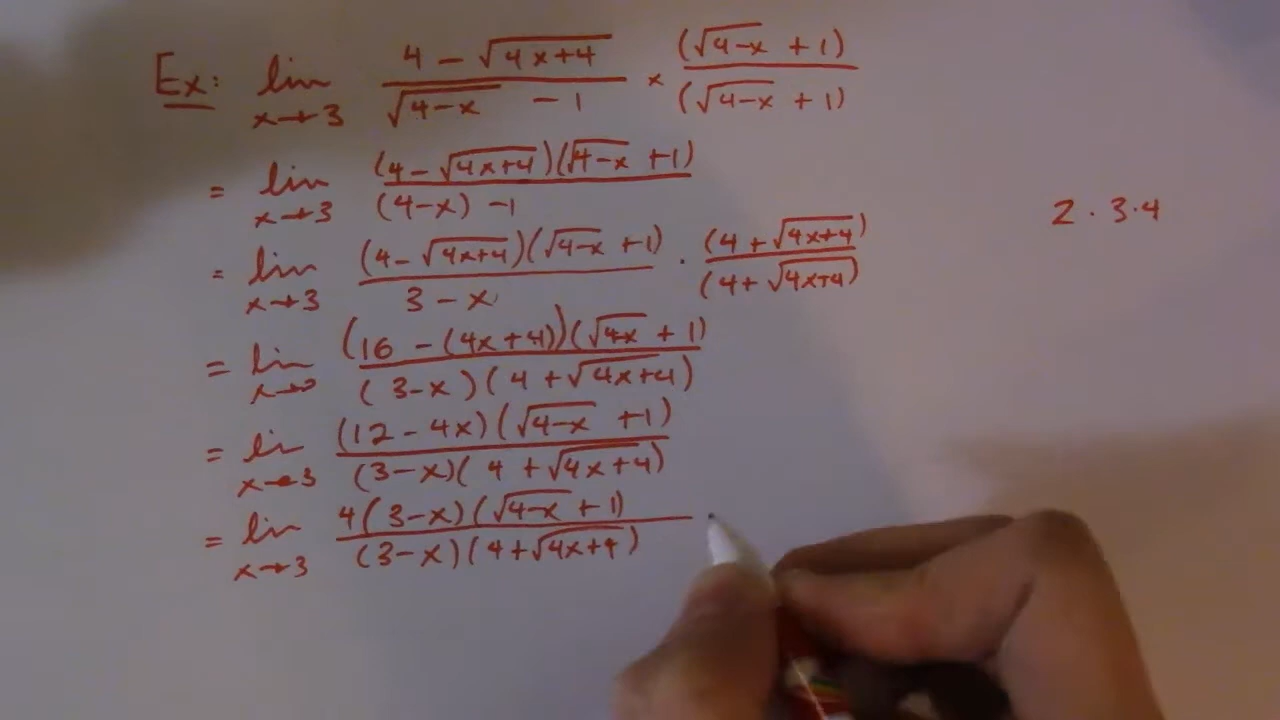 Ex: lim x→3 (4 - √(4x+4)) / (√(4-x) - 1) × (√(4-x) + 1) / (√(4-x) + 1)
= lim x→3 (4 - √(4x+4))(√(4-x) + 1) / ((4-x) - 1)
2 · 3 · 4
= lim x→3 (4 - √(4x+4))(√(4-x) + 1) / (3 - x) · (4 + √(4x+4)) / (4 + √(4x+4))
= lim (16 - (4x+4))(√(4x) + 1) / ((3-x)(4 + √(4x+4)))
= lim x→3 (12 - 4x)(√(4-x) + 1) / ((3-x)(4 + √(4x+4)))
= lim x→3 4(3-x)(√(4-x) + 1) / ((3-x)(4 + √(4x+4)))